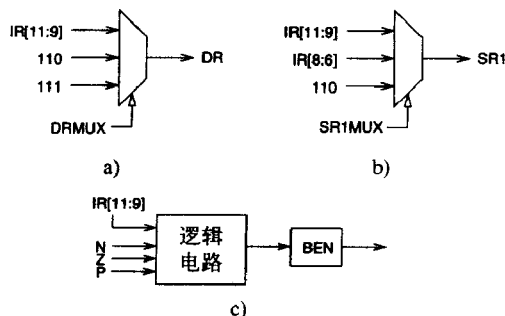 IR[11:9]
110
111
DR
DRMUX
a)
IR[11:9]
IR[8:6]
110
SR1
SR1MUX
b)
IR[11:9]
N
Z
P
逻辑
电路
BEN
c)